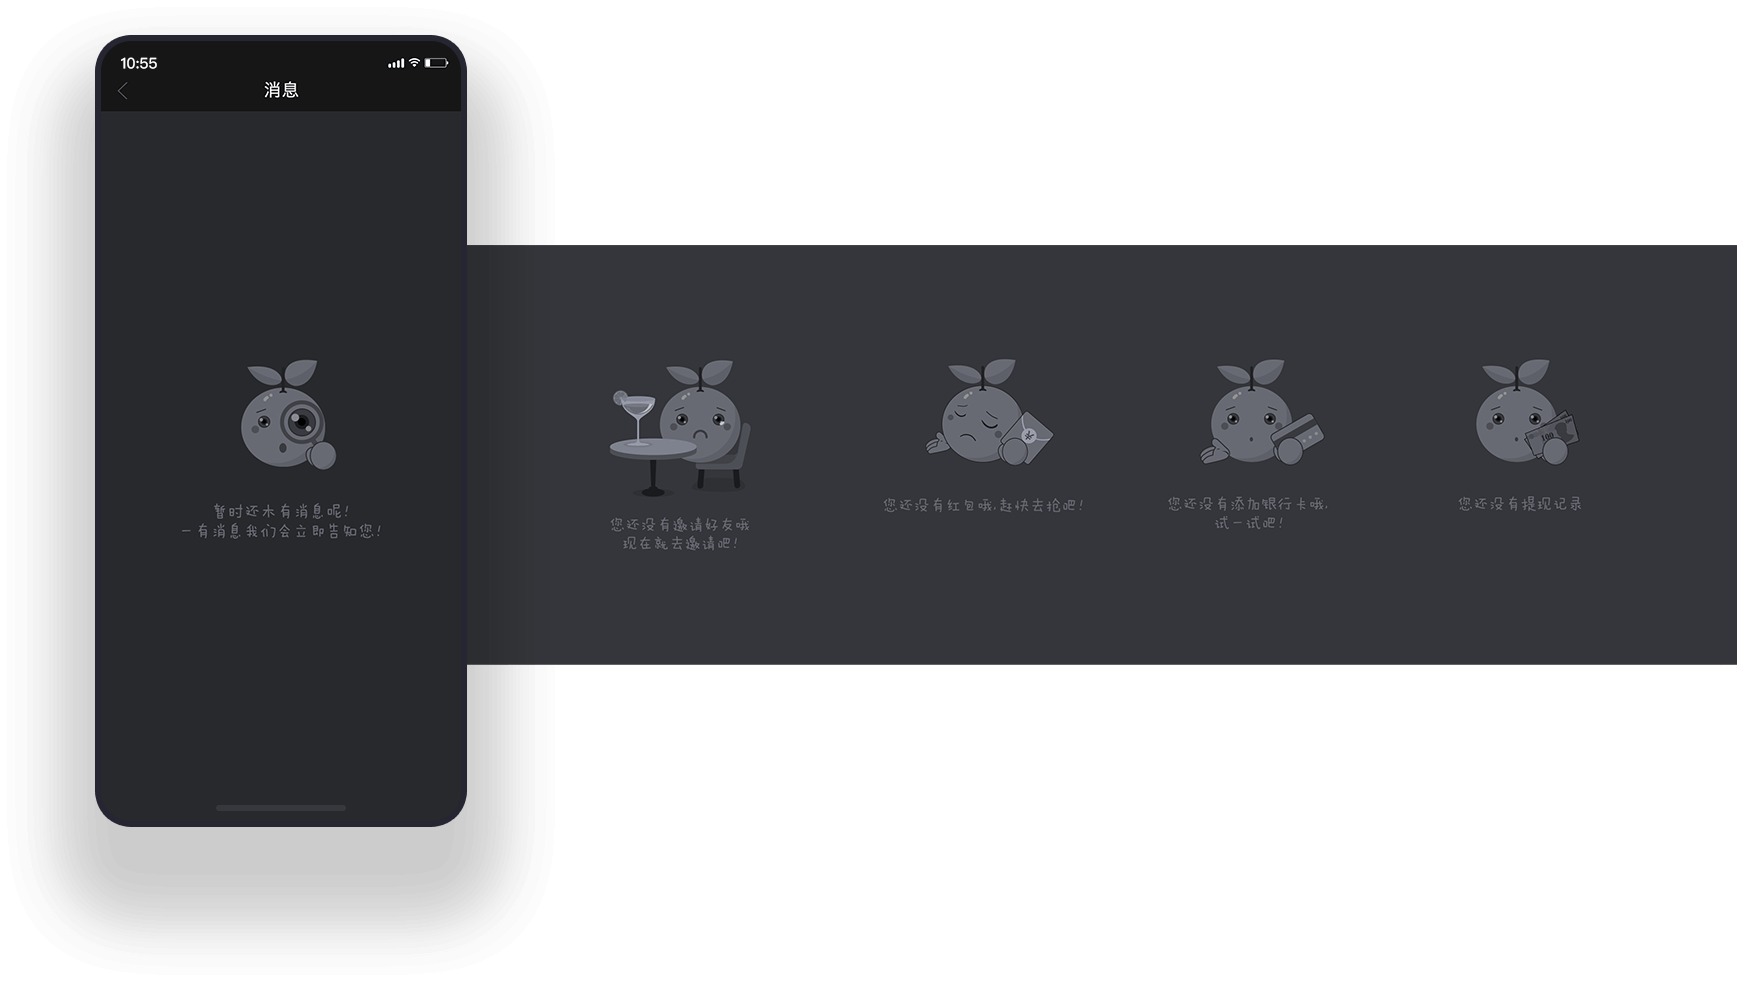 10:55
消息
暂时还木有消息呢!
一有消息我们会立即告知您!
您还没有邀请好友哦
现在就去邀请吧!
您还没有红包哦,赶快去抢吧!
您还没有添加银行卡哦,
试一试吧!
您还没有提现记录
100